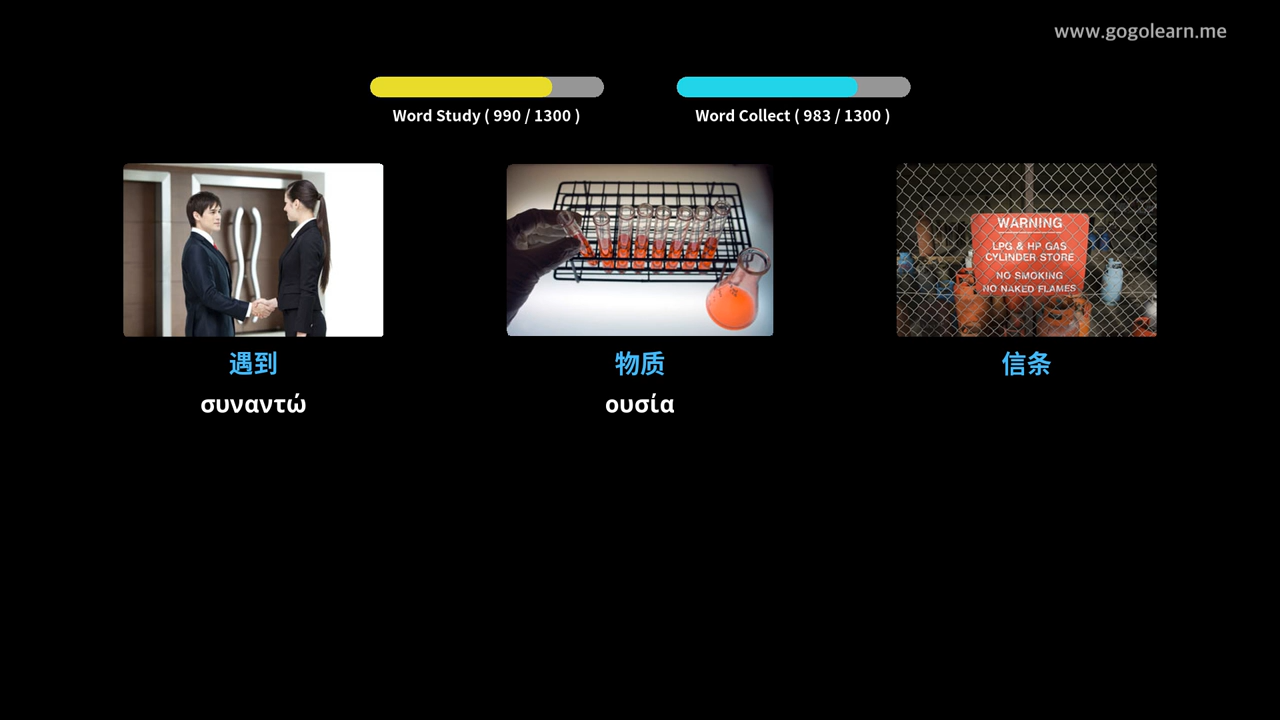 www.gogolearn.me
Word Study ( 990 / 1300 )
Word Collect ( 983 / 1300 )
WARNING
LPG & HP GAS
CYLINDER STORE
NO SMOKING
NO NAKED FLAMES
遇到
物质
信条
συναντώ
ουσία